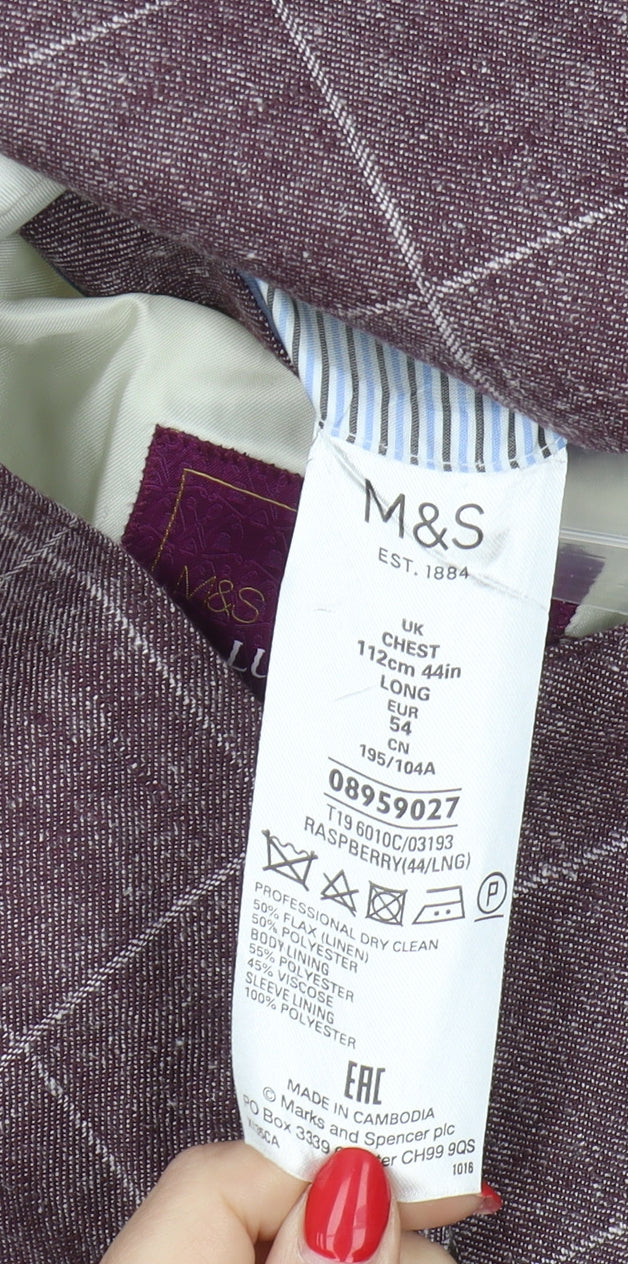 M&S
LU
M&S
EST. 1884
UK
CHEST
112cm 44in
LONG
EUR
54
CN
195/104A
08959027
T19 6010C/03193
RASPBERRY(44/LNG)
P
PROFESSIONAL DRY CLEAN
50% FLAX (LINEN)
50% POLYESTER
BODY LINING
55% POLYESTER
45% VISCOSE
SLEEVE LINING
100% POLYESTER
EAC
MADE IN CAMBODIA
© Marks and Spencer plc
PO Box 3339 ter CH99 9QS
1016